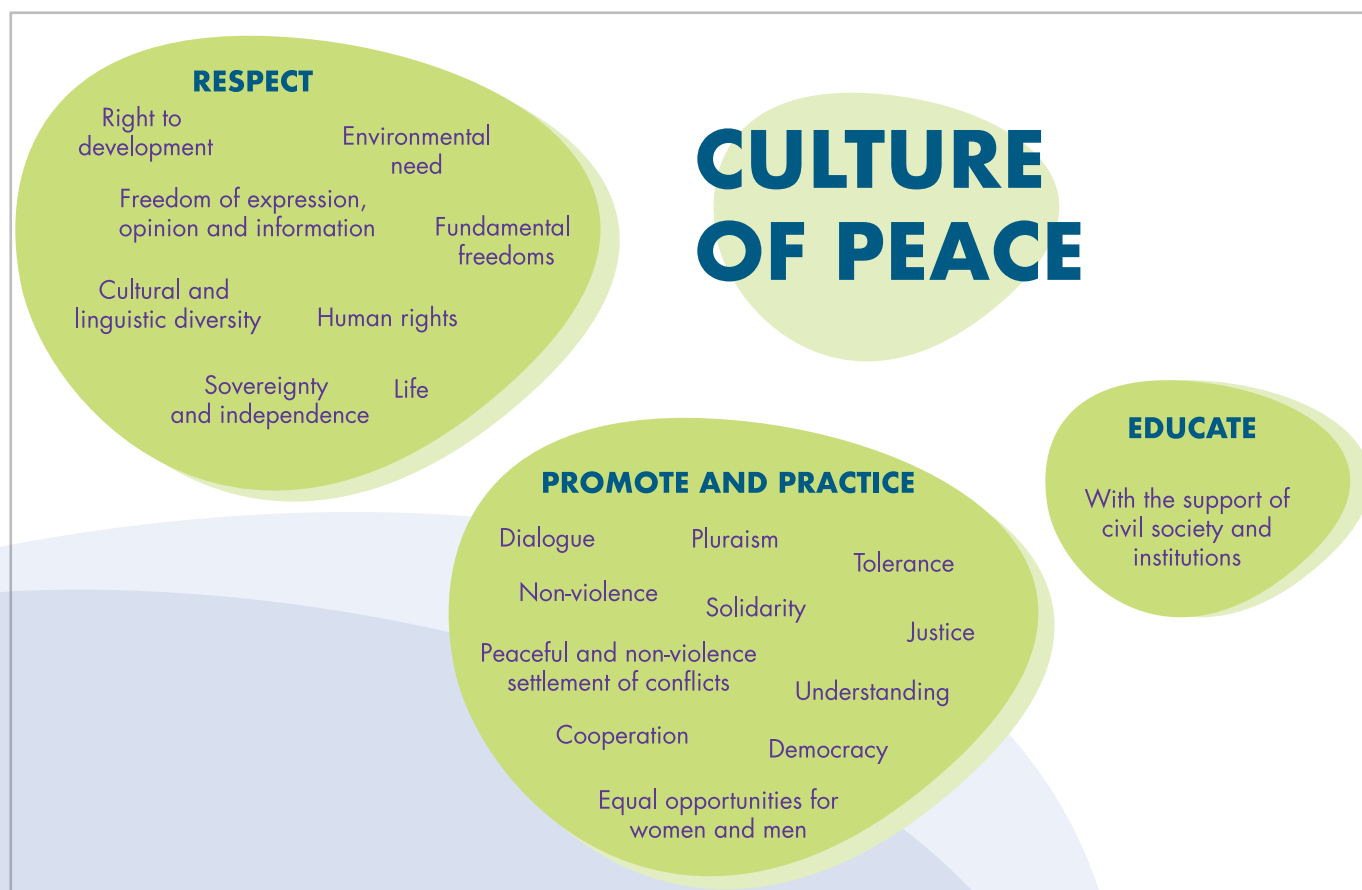 CULTURE
OF PEACE
RESPECT
Right to
development
Environmental
need
Freedom of expression,
opinion and information
Fundamental
freedoms
Cultural and
linguistic diversity
Human rights
Sovereignty
and independence
Life
PROMOTE AND PRACTICE
Dialogue
Pluraism
Tolerance
Non-violence
Solidarity
Justice
Peaceful and non-violence
settlement of conflicts
Understanding
Cooperation
Democracy
Equal opportunities for
women and men
EDUCATE
With the support of
civil society and
institutions